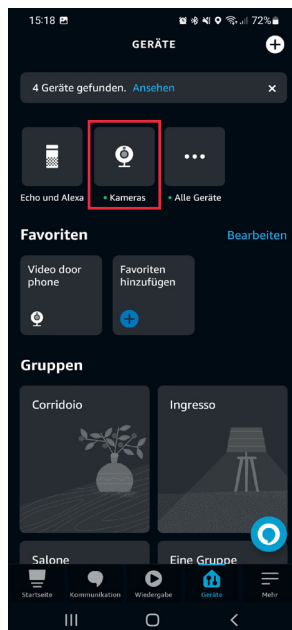 15:18 72%
GERÄTE
4 Geräte gefunden. Ansehen
Echo und Alexa Kameras Alle Geräte
Favoriten Bearbeiten
Video door
phone
Favoriten
hinzufügen
Gruppen
Corridoio Ingresso
Salone Eine Gruppe
Startseite Kommunikation Wiedergabe Geräte Mehr